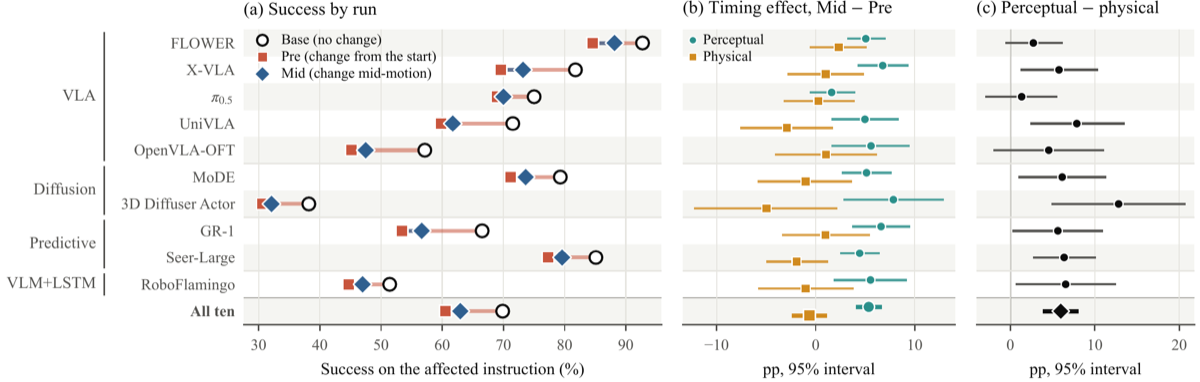 (a) Success by run
(b) Timing effect, Mid − Pre
(c) Perceptual − physical
Base (no change)
Pre (change from the start)
Mid (change mid-motion)
Perceptual
Physical
VLA
FLOWER
X-VLA
π0.5
UniVLA
OpenVLA-OFT
Diffusion
MoDE
3D Diffuser Actor
Predictive
GR-1
Seer-Large
VLM+LSTM
RoboFlamingo
All ten
30 40 50 60 70 80 90
−10 0 10
0 10 20
Success on the affected instruction (%)
pp, 95% interval
pp, 95% interval